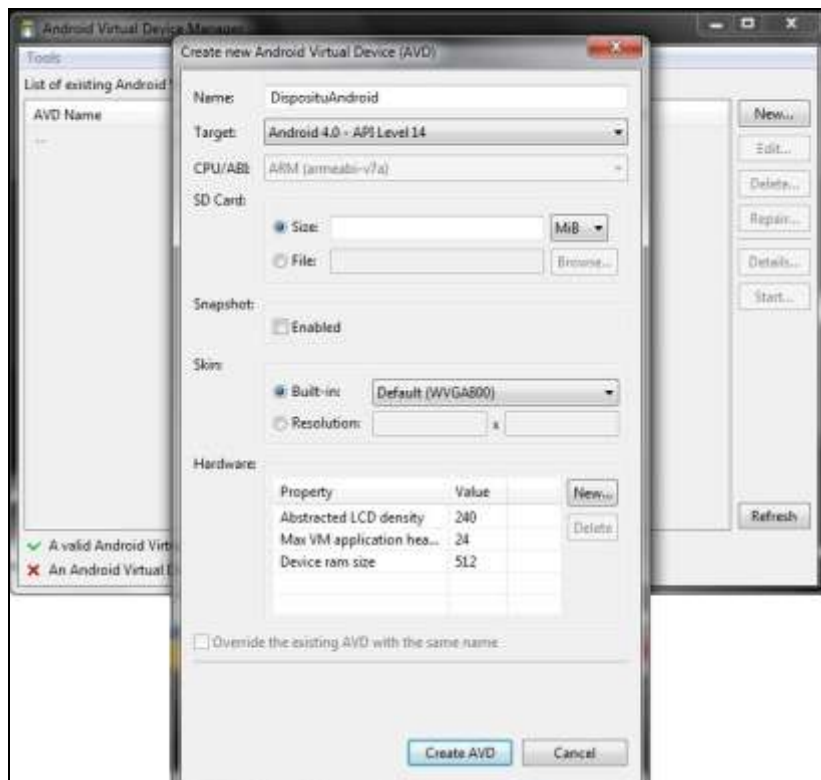 Android Virtual Device Manager
Tools
List of existing Android
AVD Name
...
New...
Edit...
Delete...
Repair...
Details...
Start...
Refresh
A valid Android Virt
An Android Virtual D
Create new Android Virtual Device (AVD)
Name: DisposituAndroid
Target: Android 4.0 - API Level 14
CPU/ABI: ARM (armeabi-v7a)
SD Card:
Size: MiB
File: Browse...
Snapshot:
Enabled
Skin:
Built-in: Default (WVGA800)
Resolution: x
Hardware:
Property Value New...
Abstracted LCD density 240 Delete
Max VM application hea... 24
Device ram size 512
Override the existing AVD with the same name
Create AVD Cancel